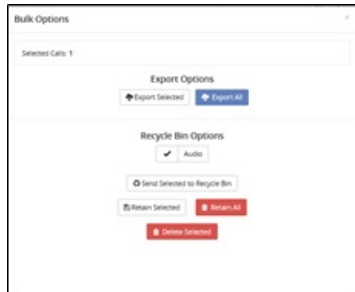 Bulk Options
Selected Calls: 1
Export Options
Export Selected
Export All
Recycle Bin Options
Audio
Send Selected to Recycle Bin
Retain Selected
Retain All
Delete Selected